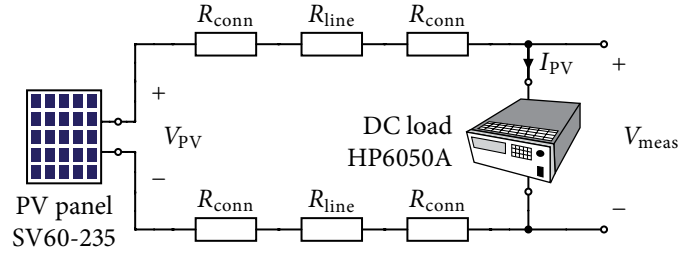 R_conn R_line R_conn
I_PV
+ +
V_PV
DC load
HP6050A
V_meas
− −
PV panel
SV60-235
R_conn R_line R_conn